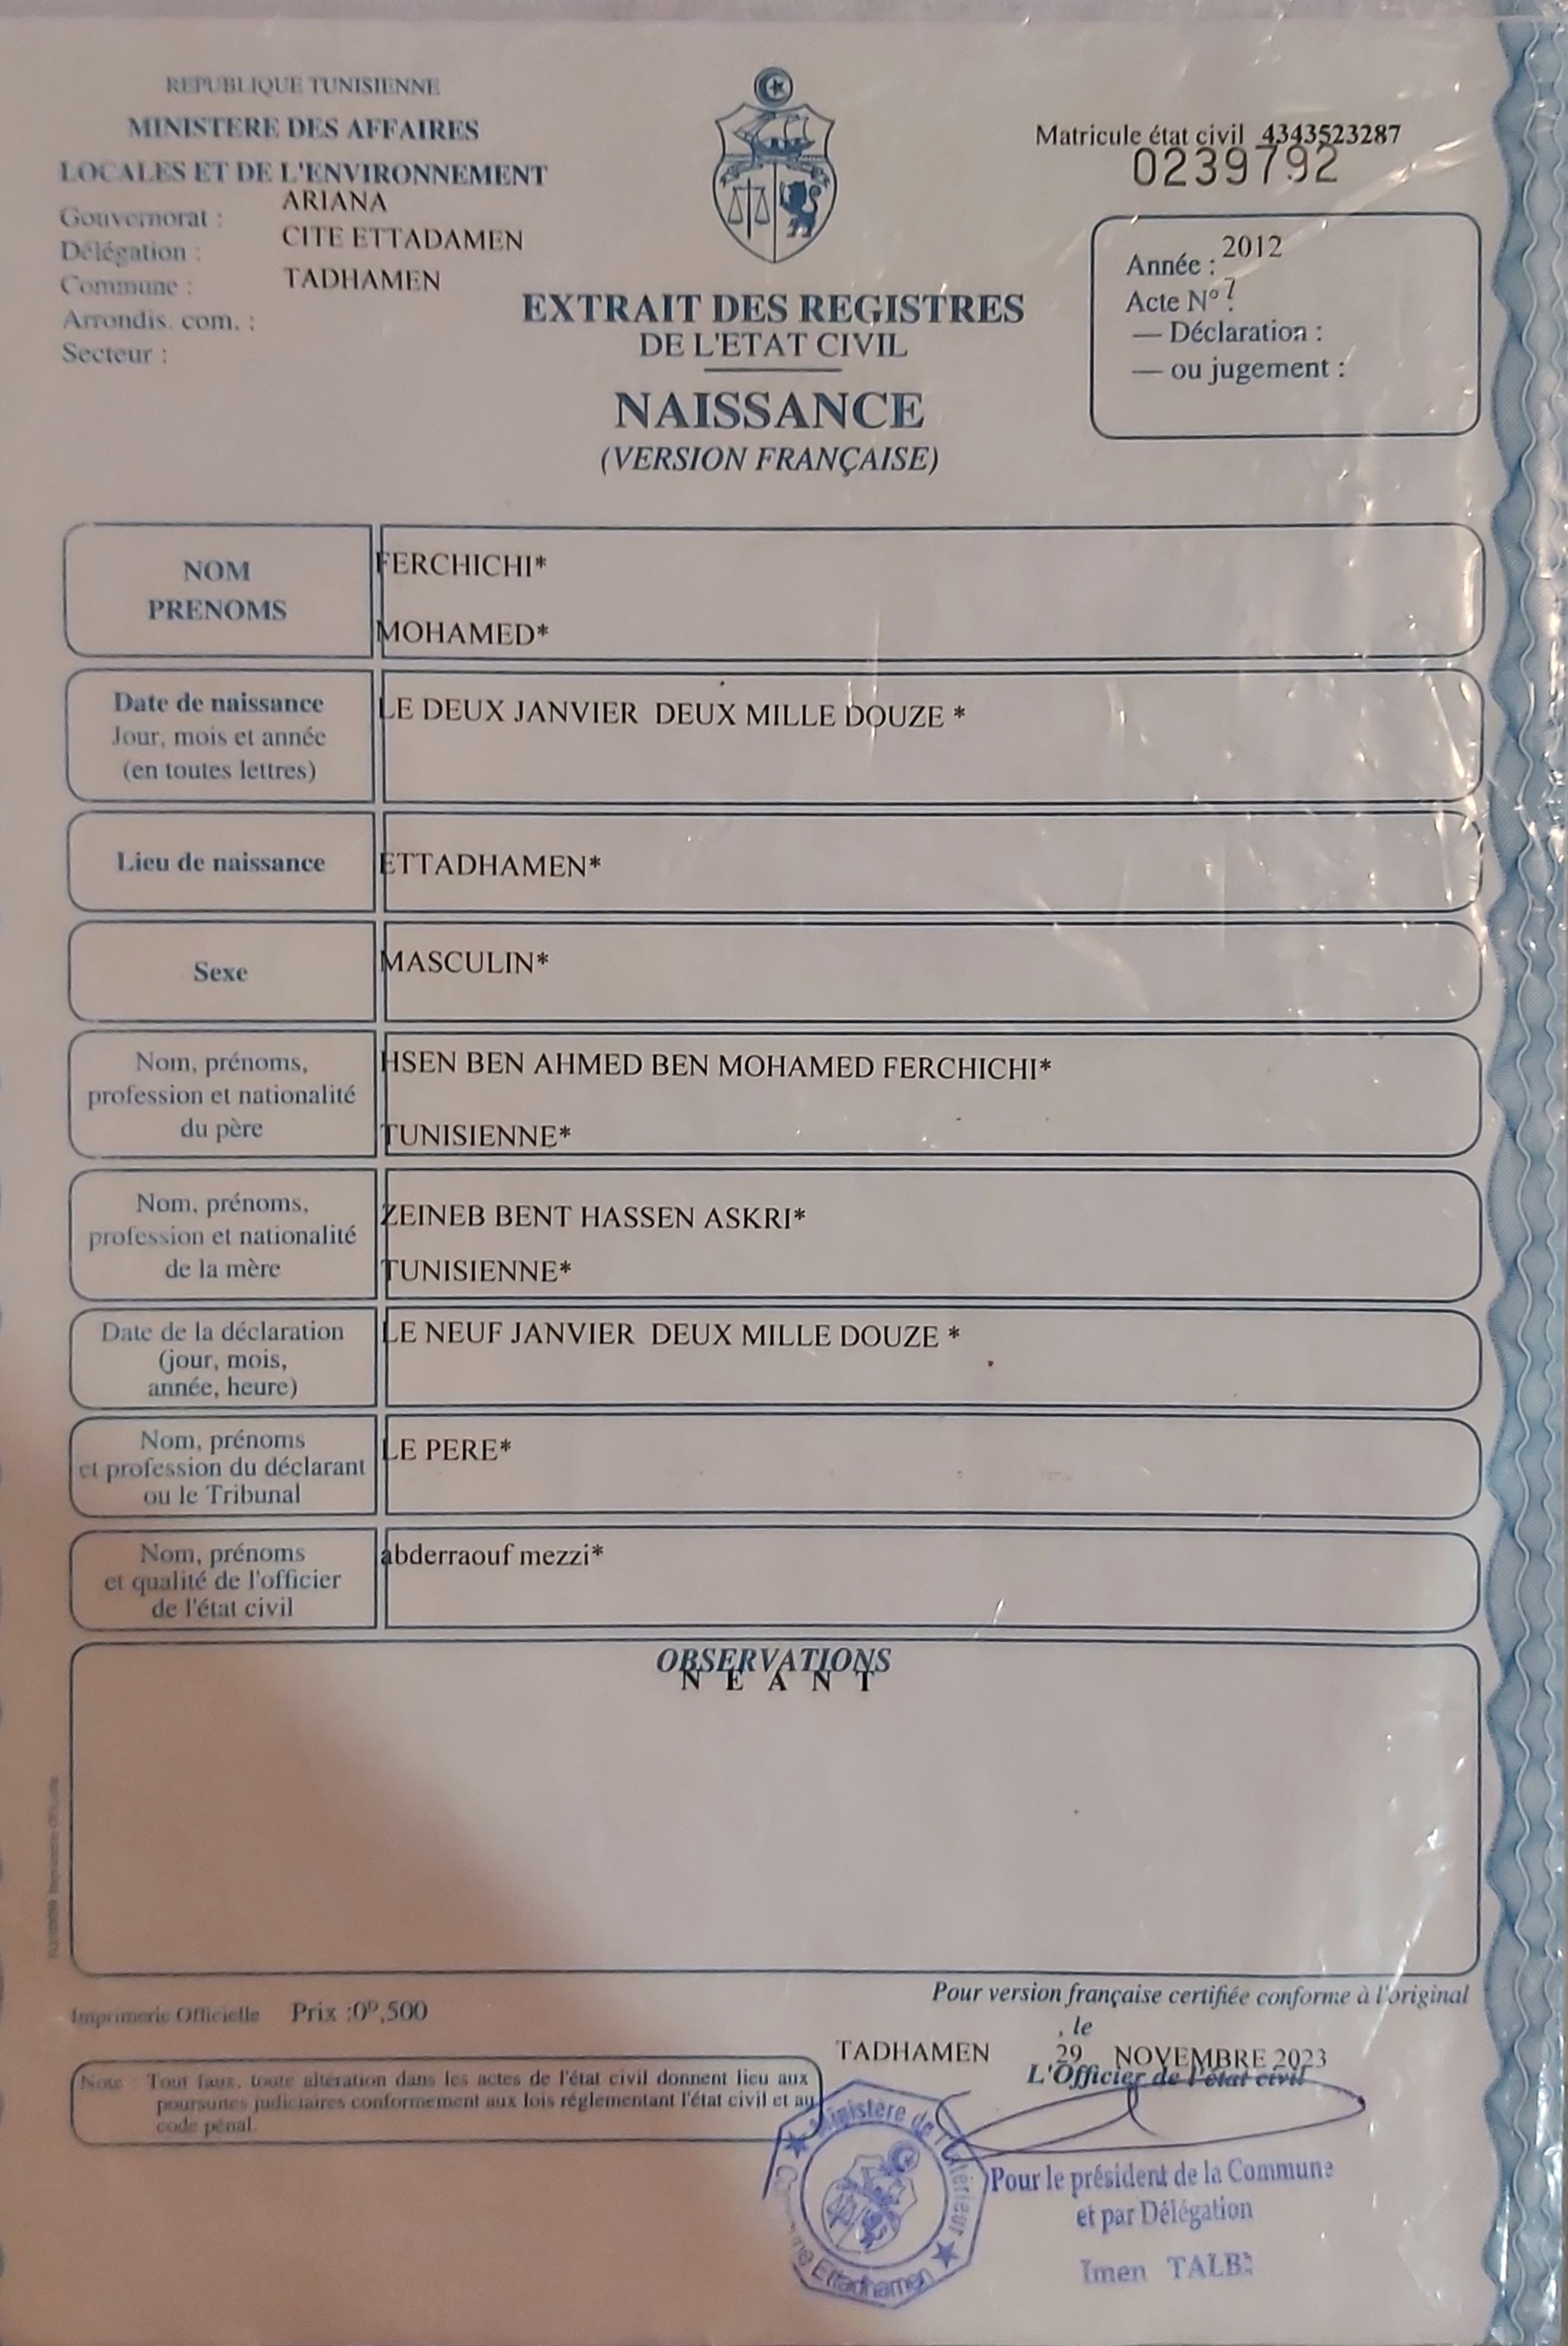 REPUBLIQUE TUNISIENNE
MINISTERE DES AFFAIRES
LOCALES ET DE L'ENVIRONNEMENT
Gouvernorat : ARIANA
Délégation : CITE ETTADAMEN
Commune : TADHAMEN
Arrondis. com. :
Secteur :
Matricule état civil 4343523287
0239792
Année : 2012
Acte N°
— Déclaration :
— ou jugement :
EXTRAIT DES REGISTRES
DE L'ETAT CIVIL
NAISSANCE
(VERSION FRANÇAISE)
NOM
PRENOMS
FERCHICHI*
MOHAMED*
Date de naissance
Jour, mois et année
(en toutes lettres)
LE DEUX JANVIER DEUX MILLE DOUZE *
Lieu de naissance
ETTADHAMEN*
Sexe
MASCULIN*
Nom, prénoms,
profession et nationalité
du père
HSEN BEN AHMED BEN MOHAMED FERCHICHI*
TUNISIENNE*
Nom, prénoms,
profession et nationalité
de la mère
ZEINEB BENT HASSEN ASKRI*
TUNISIENNE*
Date de la déclaration
(jour, mois,
année, heure)
LE NEUF JANVIER DEUX MILLE DOUZE *
Nom, prénoms
et profession du déclarant
ou le Tribunal
LE PERE*
Nom, prénoms
et qualité de l'officier
de l'état civil
abderraouf mezzi*
OBSERVATIONS
N E A N T
Imprimerie Officielle Prix :0D,500
Pour version française certifiée conforme à l'original
TADHAMEN , le 29 NOVEMBRE 2023
L'Officier de l'état civil
Note : Tout faux, toute altération dans les actes de l'état civil donnent lieu aux
poursuites judiciaires conformement aux lois réglementant l'état civil et au
code pénal.
Ministère de l'Intérieur
Commune Ettadhamen
Pour le président de la Commune
et par Délégation
Imen